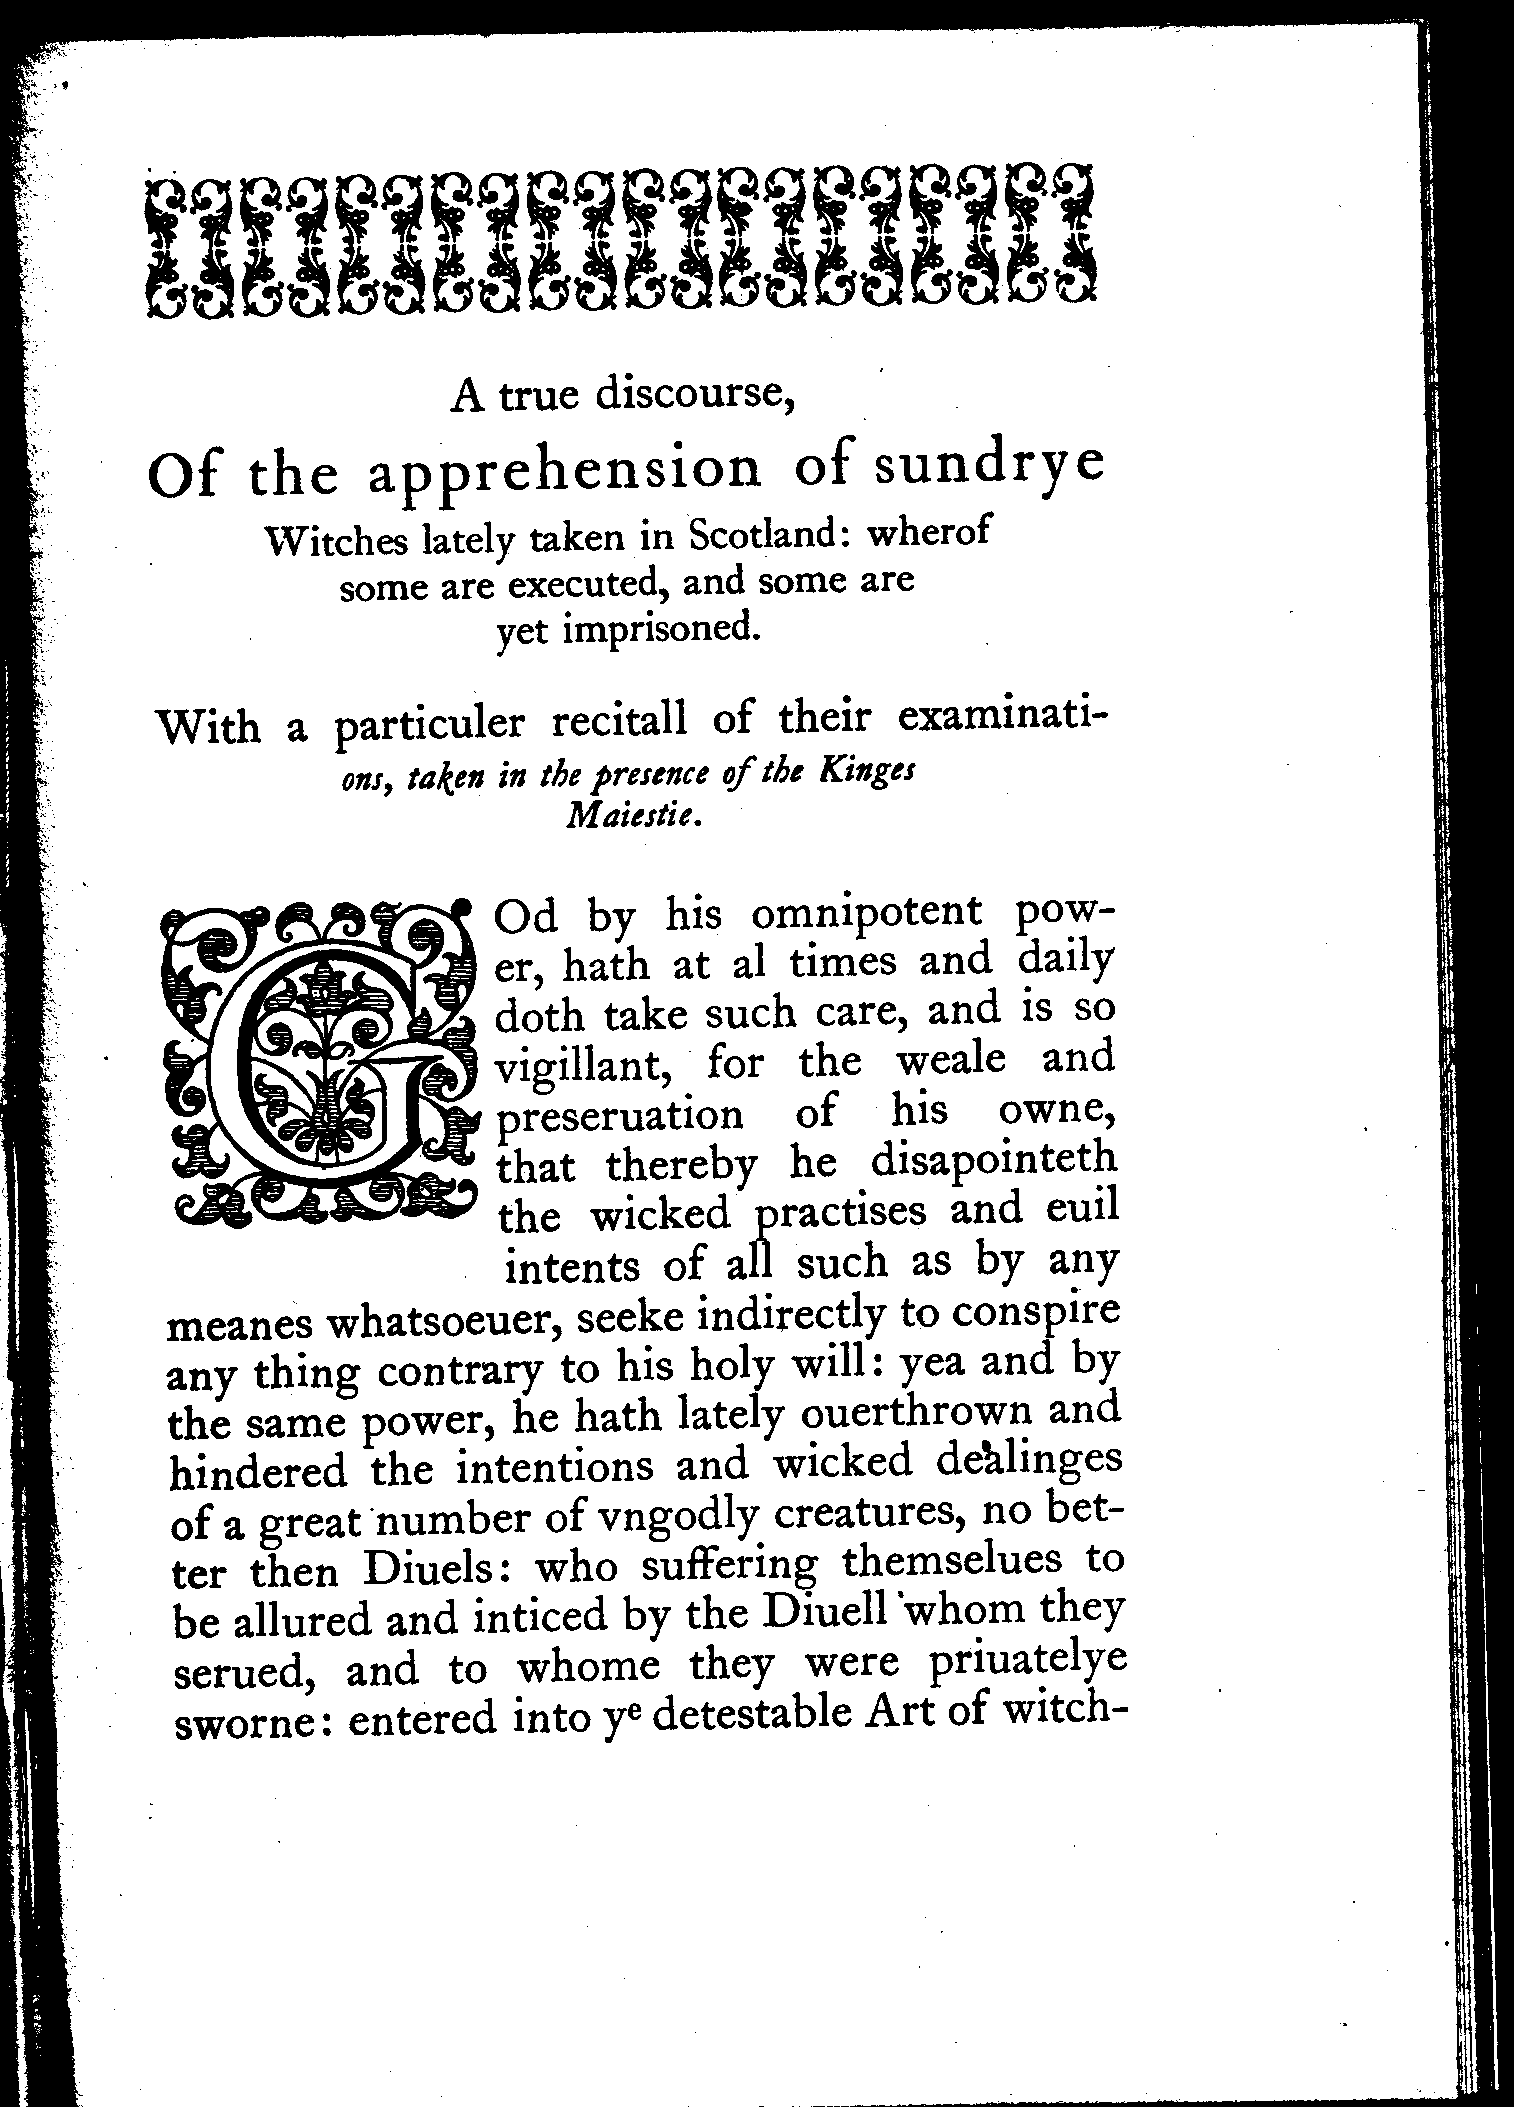 A true discourse,
Of the apprehension of sundrye
Witches lately taken in Scotland: wherof
some are executed, and some are
yet imprisoned.
With a particuler recitall of their examinati-
ons, taken in the presence of the Kinges
Maiestie.
GOd by his omnipotent pow-
er, hath at al times and daily
doth take such care, and is so
vigillant, for the weale and
preseruation of his owne,
that thereby he disapointeth
the wicked practises and euil
intents of all such as by any
meanes whatsoeuer, seeke indirectly to conspire
any thing contrary to his holy will: yea and by
the same power, he hath lately ouerthrown and
hindered the intentions and wicked dealinges
of a great number of vngodly creatures, no bet-
ter then Diuels: who suffering themselues to
be allured and inticed by the Diuell whom they
serued, and to whome they were priuatelye
sworne: entered into yᵉ detestable Art of witch-